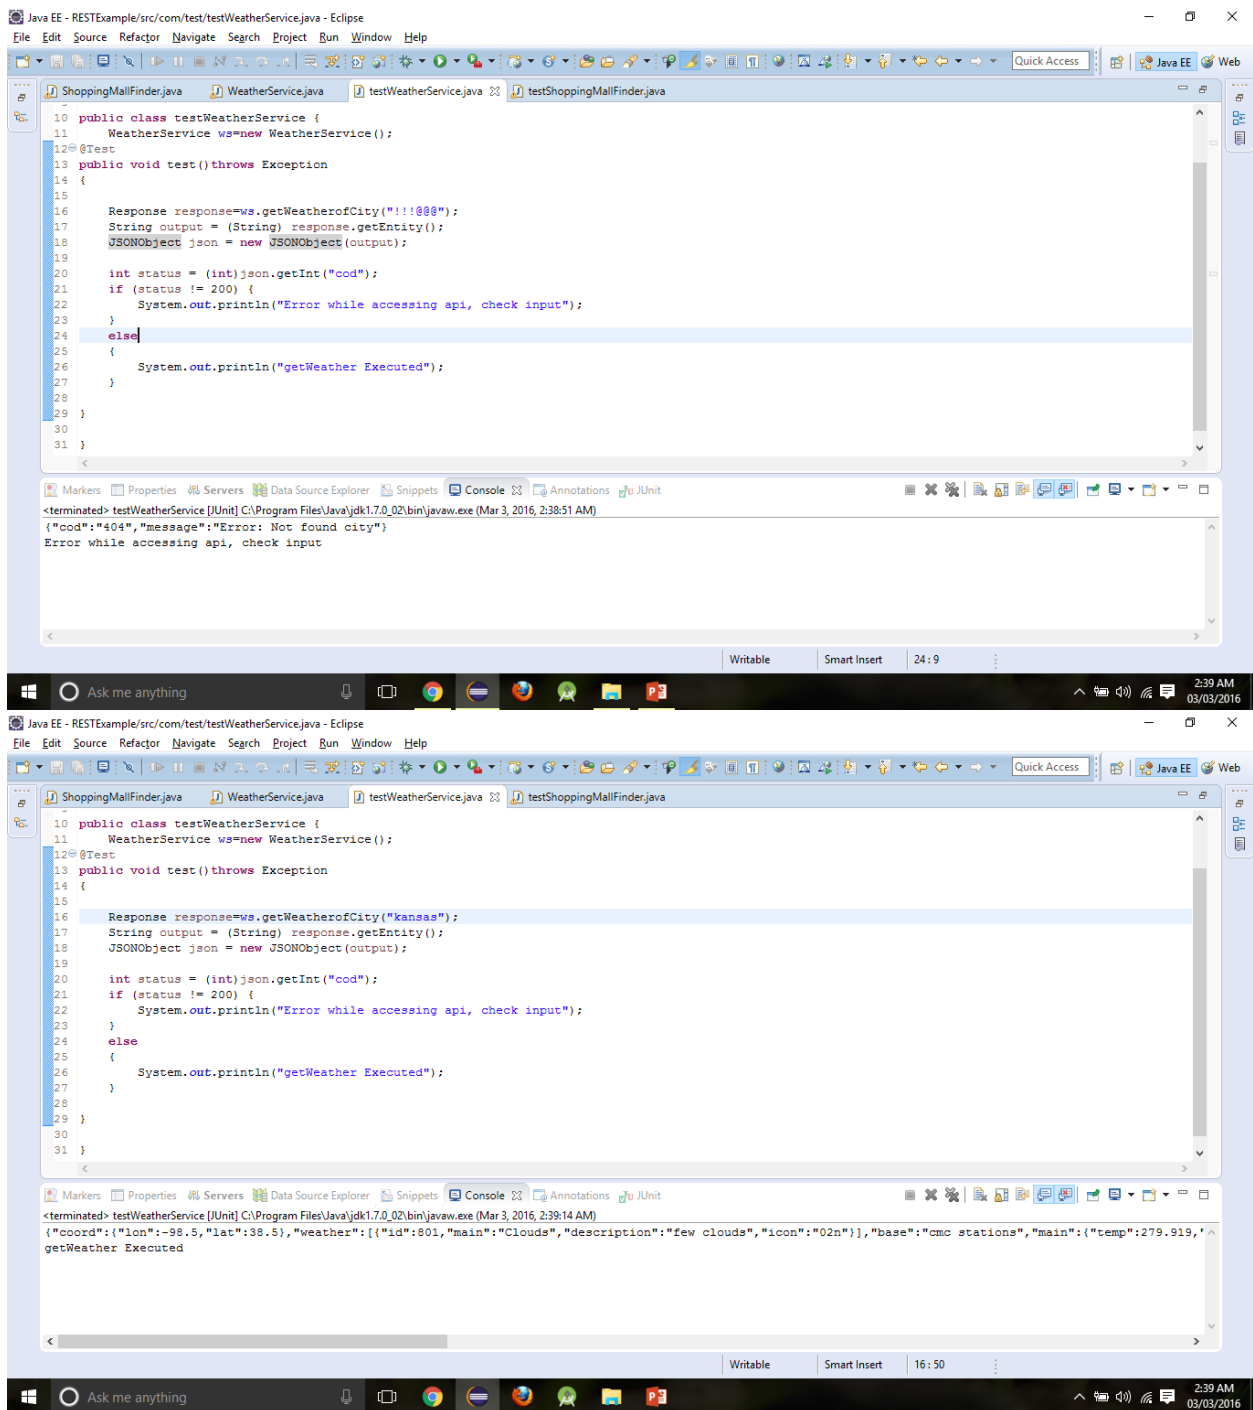 Java EE - RESTExample/src/com/test/testWeatherService.java - Eclipse
File Edit Source Refactor Navigate Search Project Run Window Help
Quick Access Java EE Web
ShoppingMallFinder.java WeatherService.java testWeatherService.java testShoppingMallFinder.java
10 public class testWeatherService {
11 WeatherService ws=new WeatherService();
12 @Test
13 public void test()throws Exception
14 {
15
16 Response response=ws.getWeatherofCity("!!!@@@");
17 String output = (String) response.getEntity();
18 JSONObject json = new JSONObject(output);
19
20 int status = (int)json.getInt("cod");
21 if (status != 200) {
22 System.out.println("Error while accessing api, check input");
23 }
24 else
25 {
26 System.out.println("getWeather Executed");
27 }
28
29 }
30
31 }
Markers Properties Servers Data Source Explorer Snippets Console Annotations JUnit
<terminated> testWeatherService [JUnit] C:\Program Files\Java\jdk1.7.0_02\bin\javaw.exe (Mar 3, 2016, 2:38:51 AM)
{"cod":"404","message":"Error: Not found city"}
Error while accessing api, check input
Writable Smart Insert 24 : 9
Ask me anything
2:39 AM
03/03/2016
Java EE - RESTExample/src/com/test/testWeatherService.java - Eclipse
File Edit Source Refactor Navigate Search Project Run Window Help
Quick Access Java EE Web
ShoppingMallFinder.java WeatherService.java testWeatherService.java testShoppingMallFinder.java
10 public class testWeatherService {
11 WeatherService ws=new WeatherService();
12 @Test
13 public void test()throws Exception
14 {
15
16 Response response=ws.getWeatherofCity("kansas");
17 String output = (String) response.getEntity();
18 JSONObject json = new JSONObject(output);
19
20 int status = (int)json.getInt("cod");
21 if (status != 200) {
22 System.out.println("Error while accessing api, check input");
23 }
24 else
25 {
26 System.out.println("getWeather Executed");
27 }
28
29 }
30
31 }
Markers Properties Servers Data Source Explorer Snippets Console Annotations JUnit
<terminated> testWeatherService [JUnit] C:\Program Files\Java\jdk1.7.0_02\bin\javaw.exe (Mar 3, 2016, 2:39:14 AM)
{"coord":{"lon":-98.5,"lat":38.5},"weather":[{"id":801,"main":"Clouds","description":"few clouds","icon":"02n"}],"base":"cmc stations","main":{"temp":279.919,"
getWeather Executed
Writable Smart Insert 16 : 50
Ask me anything
2:39 AM
03/03/2016